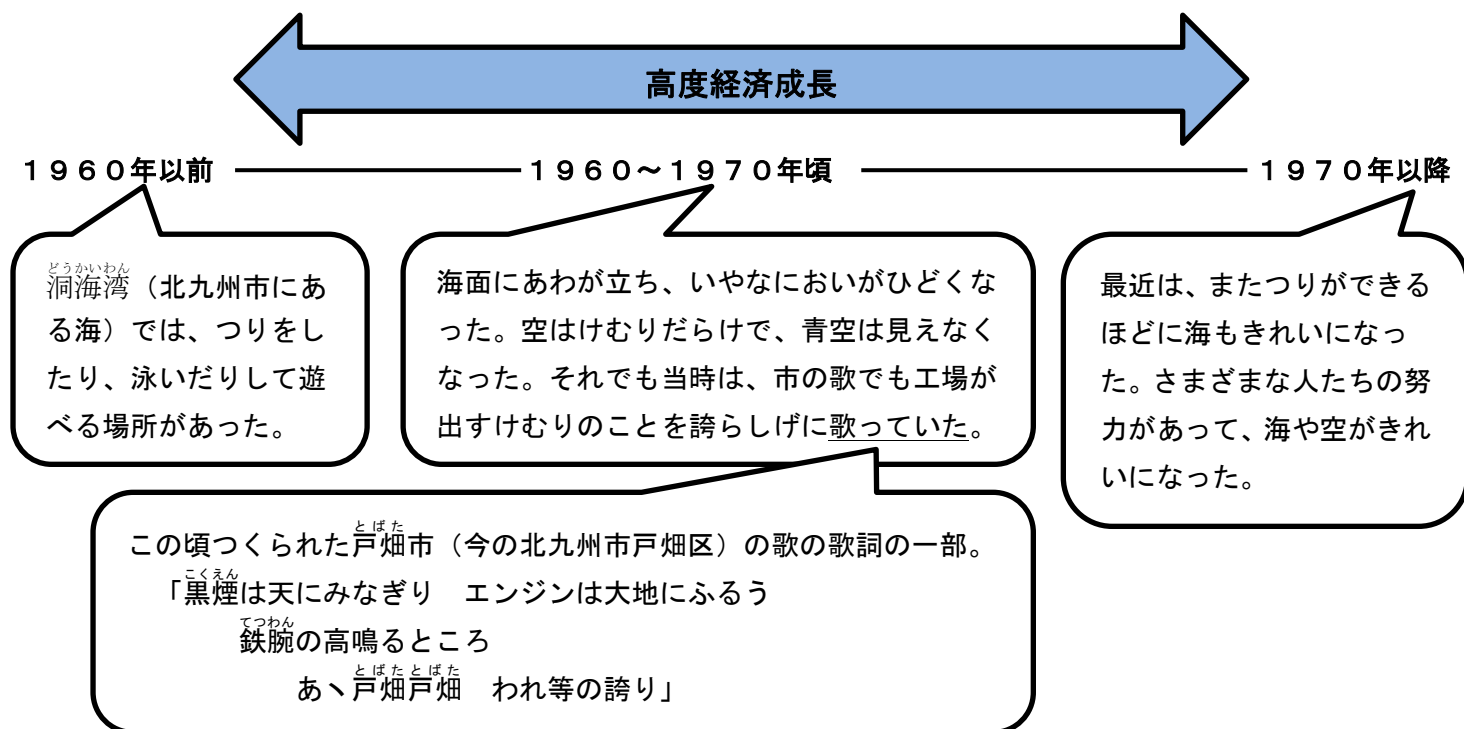 高度経済成長
1960年以前
1960~1970年頃
1970年以降
どうかいわん
洞海湾(北九州市にあ
る海)では、つりをし
たり、泳いだりして遊
べる場所があった。
海面にあわが立ち、いやなにおいがひどくな
った。空はけむりだらけで、青空は見えなく
なった。それでも当時は、市の歌でも工場が
出すけむりのことを誇らしげに歌っていた。
最近は、またつりができる
ほどに海もきれいになっ
た。さまざまな人たちの努
力があって、海や空がきれ
いになった。
とばた
この頃つくられた戸畑市(今の北九州市戸畑区)の歌の歌詞の一部。
こくえん
「黒煙は天にみなぎり エンジンは大地にふるう
てつわん
鉄腕の高鳴るところ
とばたとばた
あヽ戸畑戸畑 われ等の誇り」